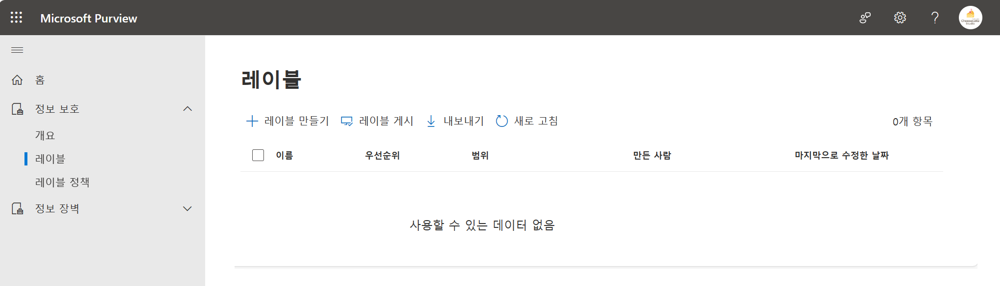 Microsoft Purview
Cheesecake
Studio
홈
정보 보호
개요
레이블
레이블 정책
정보 장벽
레이블
레이블 만들기 레이블 게시 내보내기 새로 고침 0개 항목
이름 우선순위 범위 만든 사람 마지막으로 수정한 날짜
사용할 수 있는 데이터 없음